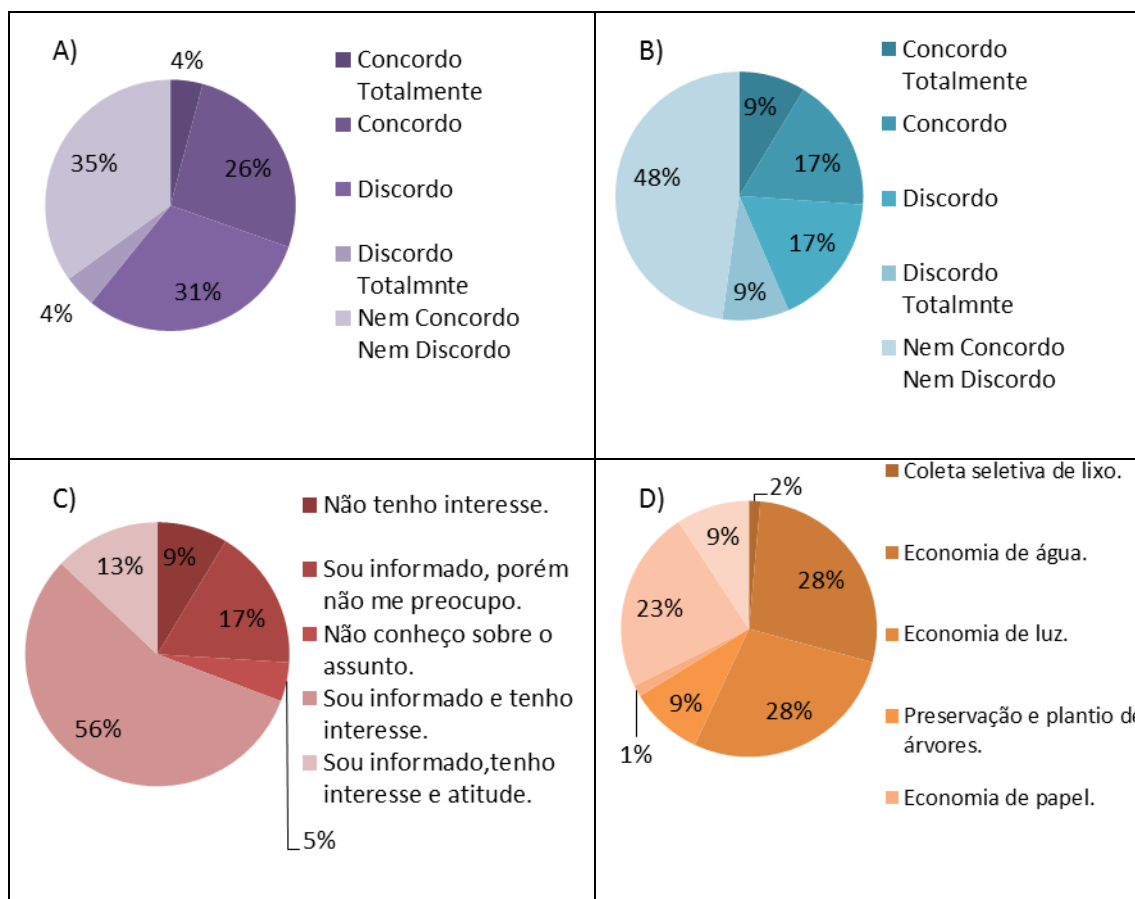 A)
4%
26%
31%
4%
35%
Concordo
Totalmente
Concordo
Discordo
Discordo
Totalmnte
Nem Concordo
Nem Discordo
B)
9%
17%
17%
9%
48%
Concordo
Totalmente
Concordo
Discordo
Discordo
Totalmnte
Nem Concordo
Nem Discordo
C)
9%
17%
5%
56%
13%
Não tenho interesse.
Sou informado, porém
não me preocupo.
Não conheço sobre o
assunto.
Sou informado e tenho
interesse.
Sou informado,tenho
interesse e atitude.
D)
2%
28%
28%
9%
1%
23%
9%
Coleta seletiva de lixo.
Economia de água.
Economia de luz.
Preservação e plantio de
árvores.
Economia de papel.